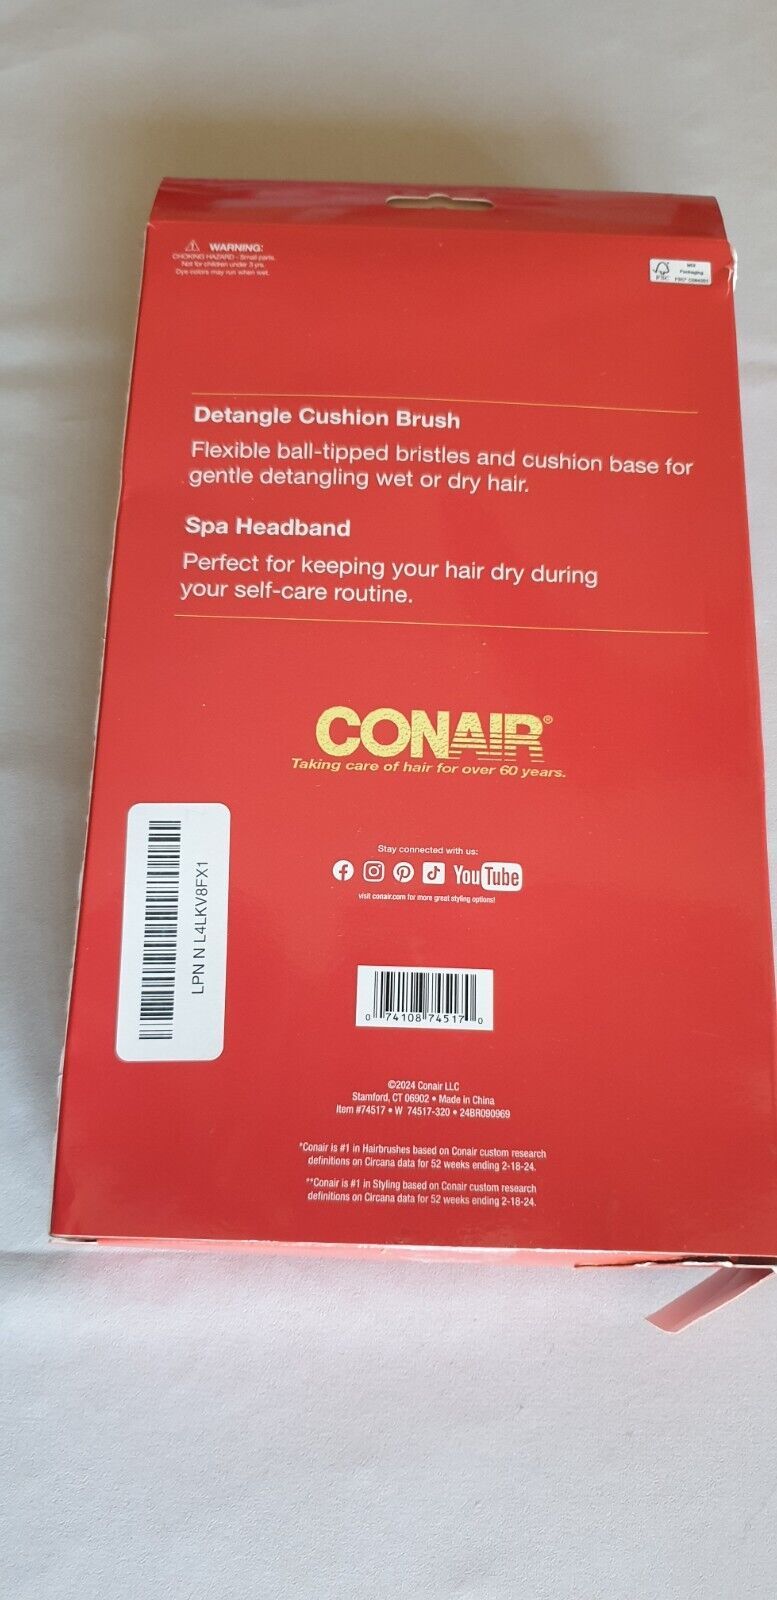 WARNING:
CHOKING HAZARD - Small parts.
Not for children under 3 yrs.
Dye colors may run when wet.
FSC
MIX
Packaging
Detangle Cushion Brush
Flexible ball-tipped bristles and cushion base for
gentle detangling wet or dry hair.
Spa Headband
Perfect for keeping your hair dry during
your self-care routine.
CONAIR®
Taking care of hair for over 60 years.
Stay connected with us:
YouTube
visit conair.com for more great styling options!
LPN N L4LKV8FX1
0 74108 74517 0
©2024 Conair LLC
Stamford, CT 06902 • Made in China
Item #74517 • W 74517-320 • 24BR090969
*Conair is #1 in Hairbrushes based on Conair custom research
definitions on Circana data for 52 weeks ending 2-18-24.
**Conair is #1 in Styling based on Conair custom research
definitions on Circana data for 52 weeks ending 2-18-24.